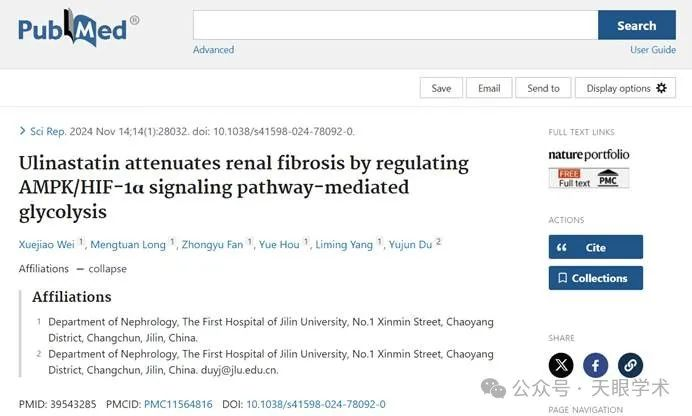 PubMed®
Search
Advanced
User Guide
Save
Email
Send to
Display options
> Sci Rep. 2024 Nov 14;14(1):28032. doi: 10.1038/s41598-024-78092-0.
Ulinastatin attenuates renal fibrosis by regulating
AMPK/HIF-1α signaling pathway-mediated
glycolysis
Xuejiao Wei 1, Mengtuan Long 1, Zhongyu Fan 1, Yue Hou 1, Liming Yang 1, Yujun Du 2
Affiliations — collapse
Affiliations
1 Department of Nephrology, The First Hospital of Jilin University, No.1 Xinmin Street, Chaoyang
District, Changchun, Jilin, China.
2 Department of Nephrology, The First Hospital of Jilin University, No.1 Xinmin Street, Chaoyang
District, Changchun, Jilin, China. duyj@jlu.edu.cn.
PMID: 39543285 PMCID: PMC11564816 DOI: 10.1038/s41598-024-78092-0
FULL TEXT LINKS
natureportfolio
FREE
Full text
PMC
ACTIONS
Cite
Collections
SHARE
PAGE NAVIGATION
公众号 · 天眼学术